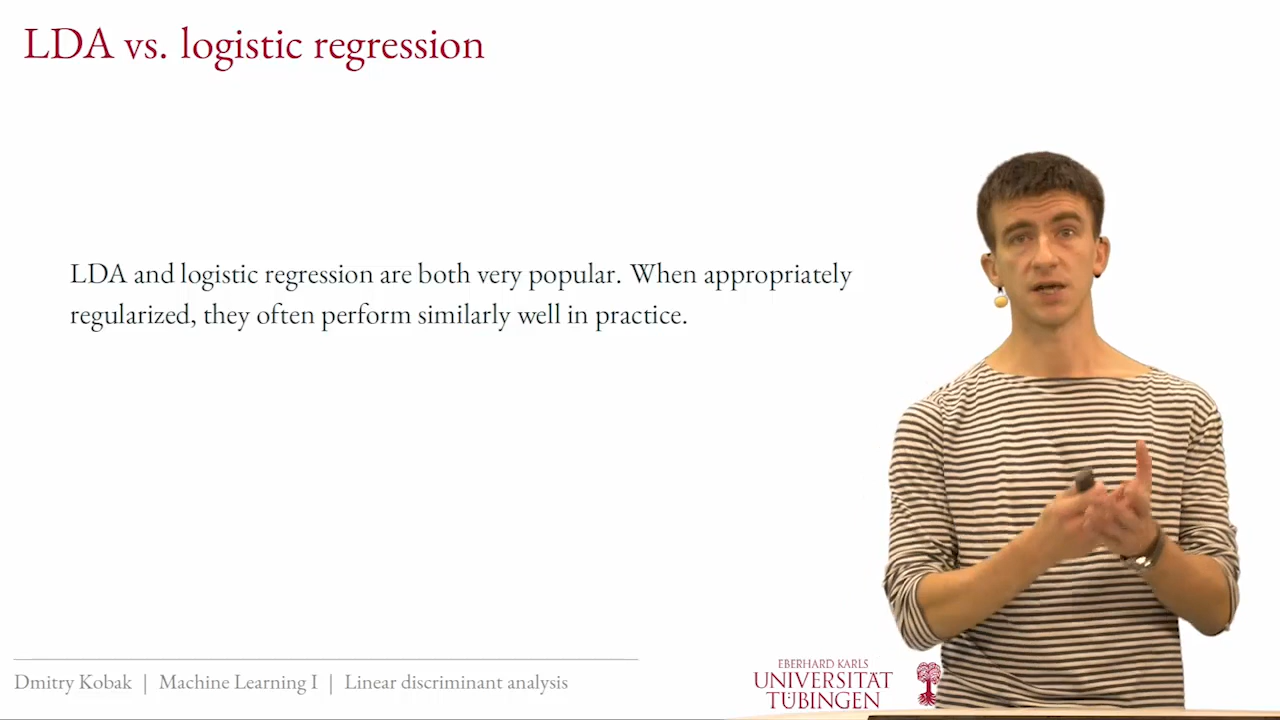 LDA vs. logistic regression
LDA and logistic regression are both very popular. When appropriately
regularized, they often perform similarly well in practice.
Dmitry Kobak | Machine Learning I | Linear discriminant analysis
EBERHARD KARLS
UNIVERSITÄT
TÜBINGEN